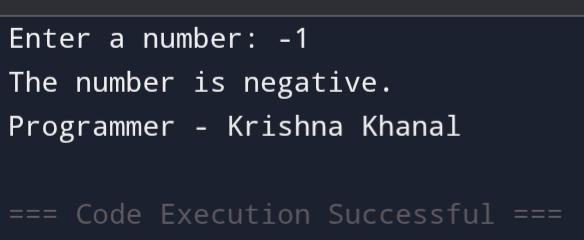 Enter a number: -1
The number is negative.
Programmer - Krishna Khanal
=== Code Execution Successful ===